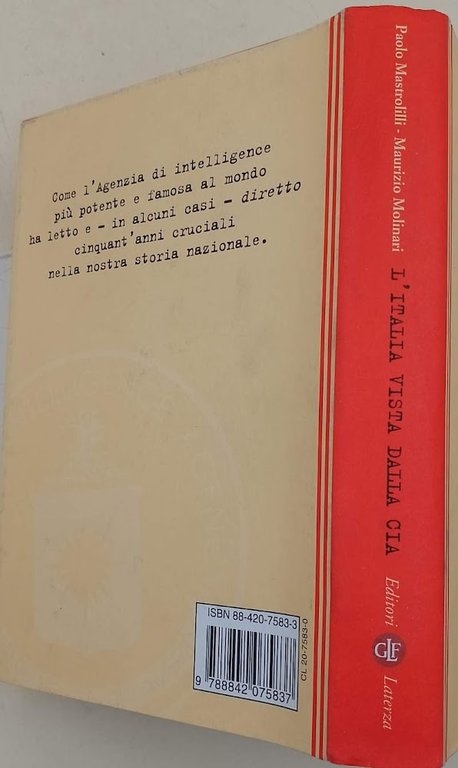 Come l'Agenzia di intelligence
più potente e famosa al mondo
ha letto e - in alcuni casi - diretto
cinquant'anni cruciali
nella nostra storia nazionale.
ISBN 88-420-7583-3
9 788842 075837
CL 20-7583-0
Paolo Mastrolilli - Maurizio Molinari
L'ITALIA VISTA DALLA CIA
Editori
GLF
Laterza